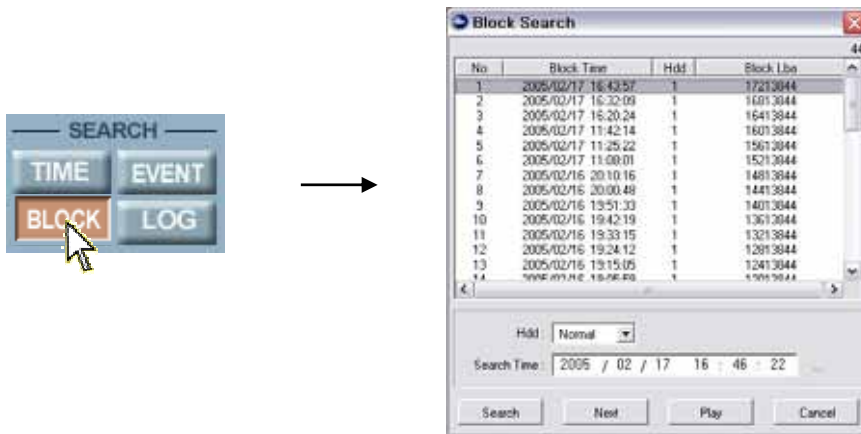 SEARCH
TIME EVENT
BLOCK LOG
Block Search
44
No Block Time Hdd Block Lba
1 2005/02/17 16:43:57 1 17213844
2 2005/02/17 16:32:09 1 16813844
3 2005/02/17 16:20:24 1 16413844
4 2005/02/17 11:42:14 1 16013844
5 2005/02/17 11:25:22 1 15613844
6 2005/02/17 11:08:01 1 15213844
7 2005/02/16 20:10:16 1 14813844
8 2005/02/16 20:00:48 1 14413844
9 2005/02/16 19:51:33 1 14013844
10 2005/02/16 19:42:19 1 13613844
11 2005/02/16 19:33:15 1 13213844
12 2005/02/16 19:24:12 1 12813844
13 2005/02/16 19:15:05 1 12413844
Hdd : Normal
Search Time : 2005 / 02 / 17 16 : 46 : 22
Search Next Play Cancel